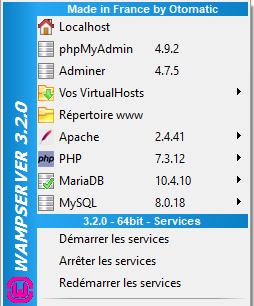 Made in France by Otomatic
Localhost
phpMyAdmin 4.9.2
Adminer 4.7.5
Vos VirtualHosts
Répertoire www
Apache 2.4.41
php PHP 7.3.12
MariaDB 10.4.10
MySQL 8.0.18
3.2.0 - 64bit - Services
Démarrer les services
Arrêter les services
Redémarrer les services
WAMPSERVER 3.2.0